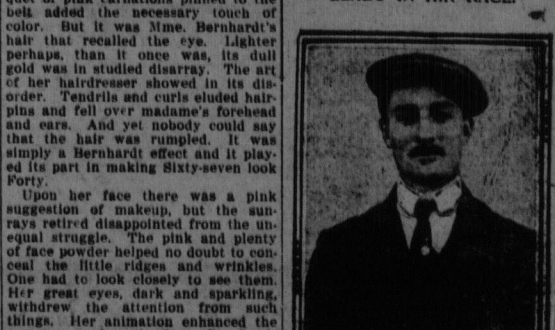 quet of pink carnations pinned to the
belt added the necessary touch of
color. But it was Mme. Bernhardt's
hair that recalled the eye. Lighter
perhaps, than it once was, its dull
gold was in studied disarray. The art
of her hairdresser showed in its dis-
order. Tendrils and curls eluded hair-
pins and fell over madame's forehead
and ears. And yet nobody could say
that the hair was rumpled. It was
simply a Bernhardt effect and it play-
ed its part in making Sixty-seven look
Forty.
Upon her face there was a pink
suggestion of makeup, but the sun-
rays retired disappointed from the un-
equal struggle. The pink and plenty
of face powder helped no doubt to con-
ceal the little ridges and wrinkles.
One had to look closely to see them.
Her great eyes, dark and sparkling,
withdrew the attention from such
things. Her animation enhanced the